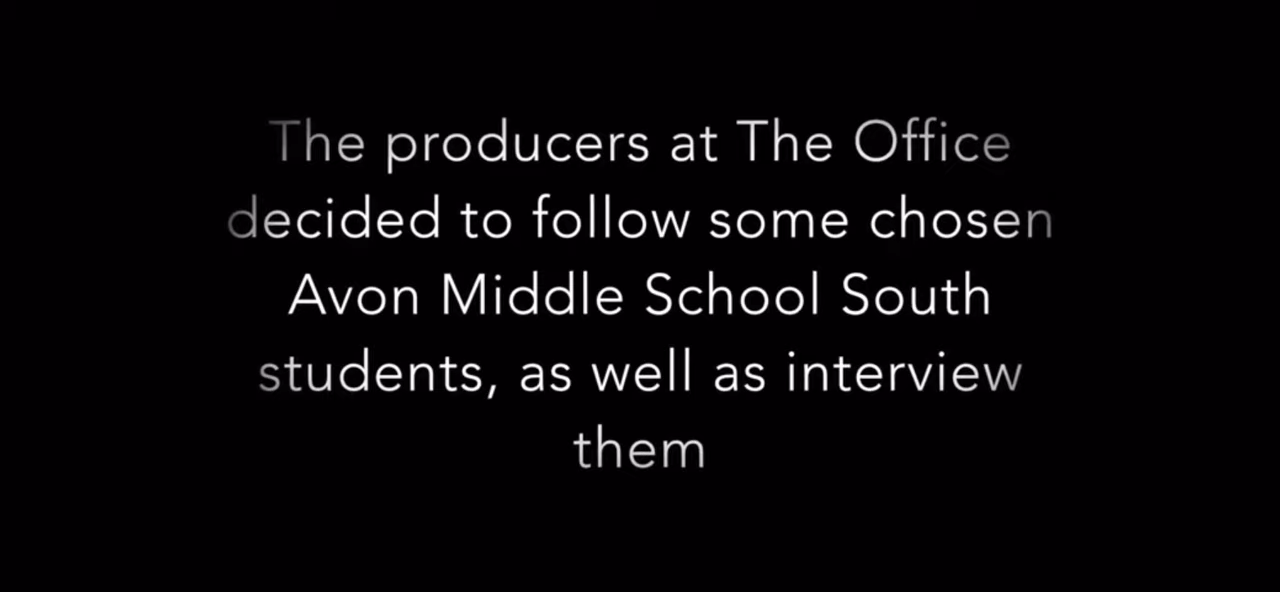 The producers at The Office
decided to follow some chosen
Avon Middle School South
students, as well as interview
them